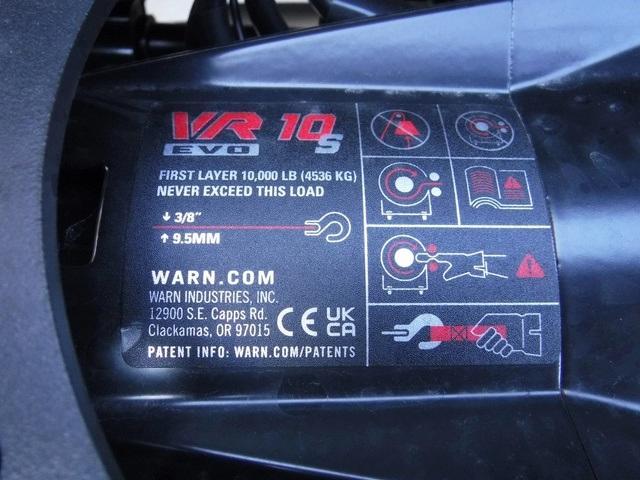 VR 10
EVO S
FIRST LAYER 10,000 LB (4536 KG)
NEVER EXCEED THIS LOAD
3/8"
9.5MM
WARN.COM
WARN INDUSTRIES, INC.
12900 S.E. Capps Rd.
Clackamas, OR 97015
CE UK
CA
PATENT INFO: WARN.COM/PATENTS